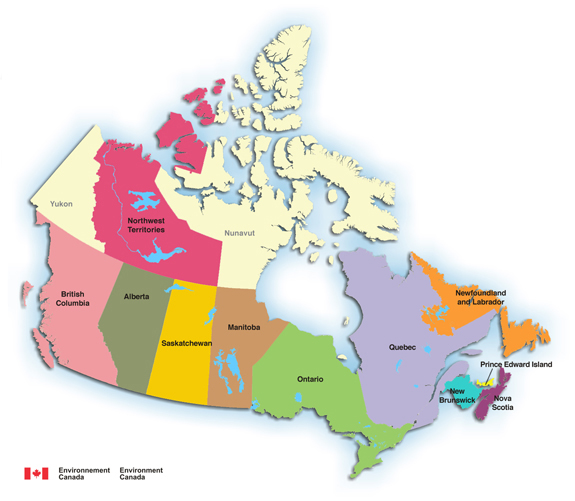 Yukon
Northwest
Territories
Nunavut
British
Columbia
Alberta
Saskatchewan
Manitoba
Ontario
Quebec
Newfoundland
and Labrador
Prince Edward Island
New
Brunswick
Nova
Scotia
Environnement
Canada
Environment
Canada